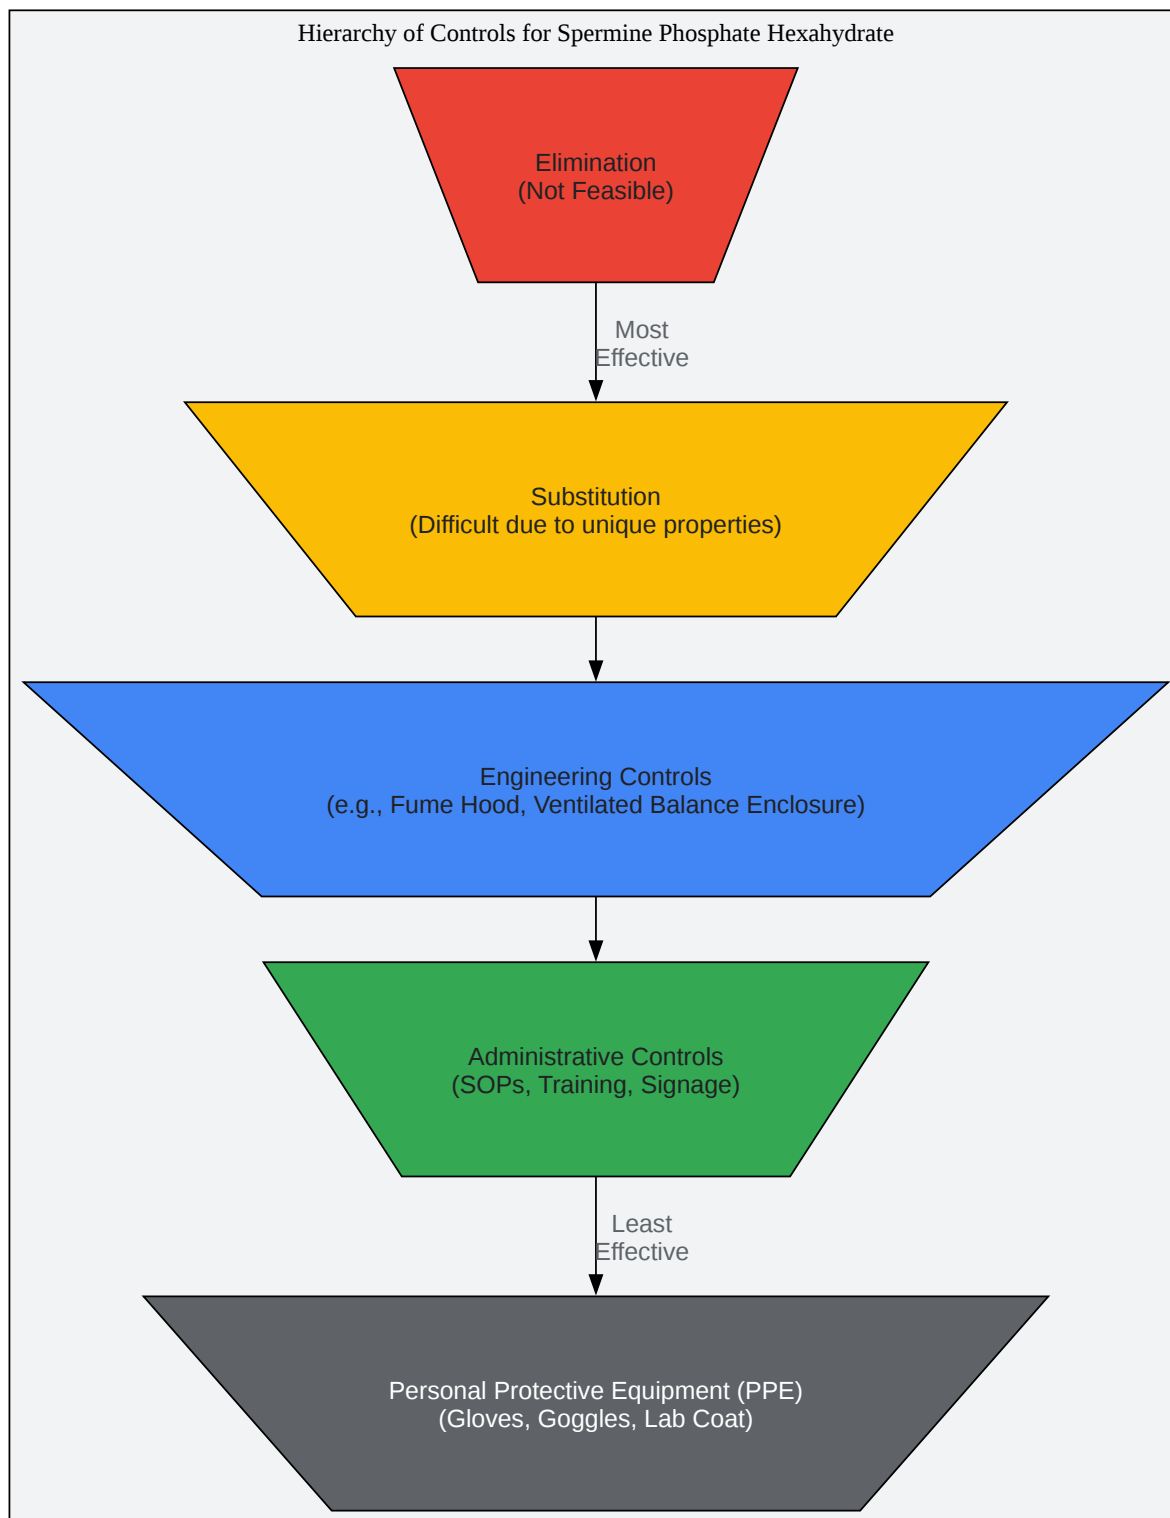 Hierarchy of Controls for Spermine Phosphate Hexahydrate
Elimination
(Not Feasible)
Most
Effective
Substitution
(Difficult due to unique properties)
Engineering Controls
(e.g., Fume Hood, Ventilated Balance Enclosure)
Administrative Controls
(SOPs, Training, Signage)
Least
Effective
Personal Protective Equipment (PPE)
(Gloves, Goggles, Lab Coat)